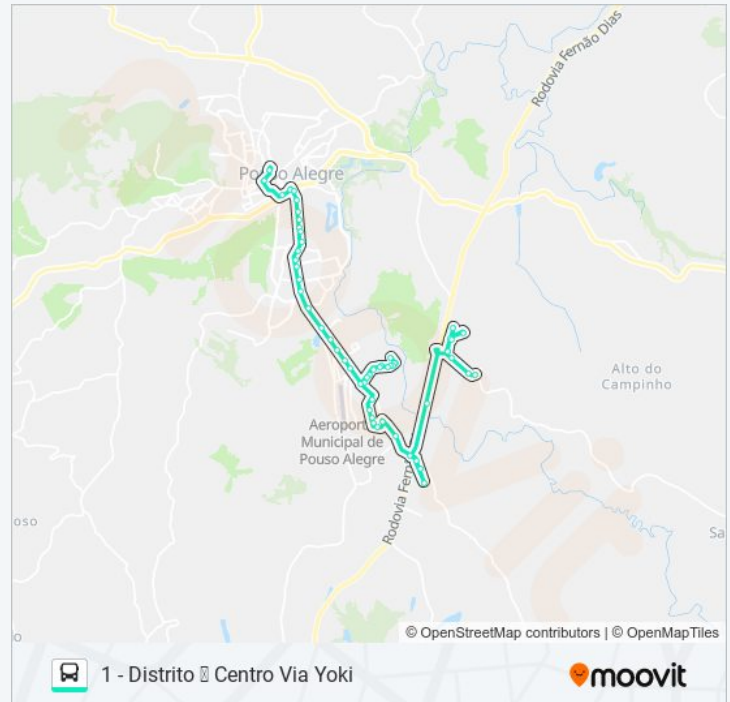 Rodovia Fernão Dias
Pouso Alegre
Alto do
Campinho
Aeroporto
Municipal de
Pouso Alegre
Rodovia Fern
oso
Sa
o
© OpenStreetMap contributors | © OpenMapTiles
1 - Distrito  Centro Via Yoki
moovit